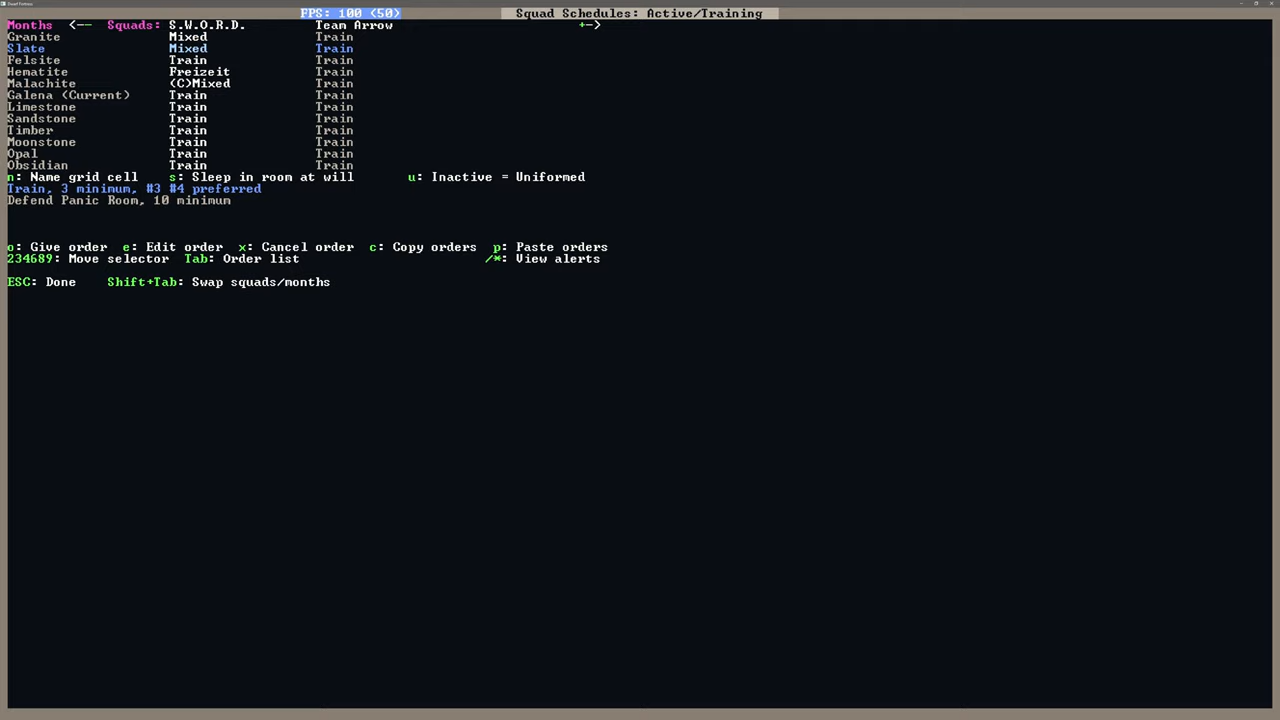 Dwarf Fortress
FPS: 100 (50) Squad Schedules: Active/Training
Months <-- Squads: S.W.O.R.D. Team Arrow +->
Granite Mixed Train
Slate Mixed Train
Felsite Train Train
Hematite Freizeit Train
Malachite (C)Mixed Train
Galena (Current) Train Train
Limestone Train Train
Sandstone Train Train
Timber Train Train
Moonstone Train Train
Opal Train Train
Obsidian Train Train
n: Name grid cell s: Sleep in room at will u: Inactive = Uniformed
Train, 3 minimum, #3 #4 preferred
Defend Panic Room, 10 minimum
o: Give order e: Edit order x: Cancel order c: Copy orders p: Paste orders
234689: Move selector Tab: Order list /*: View alerts
ESC: Done Shift+Tab: Swap squads/months